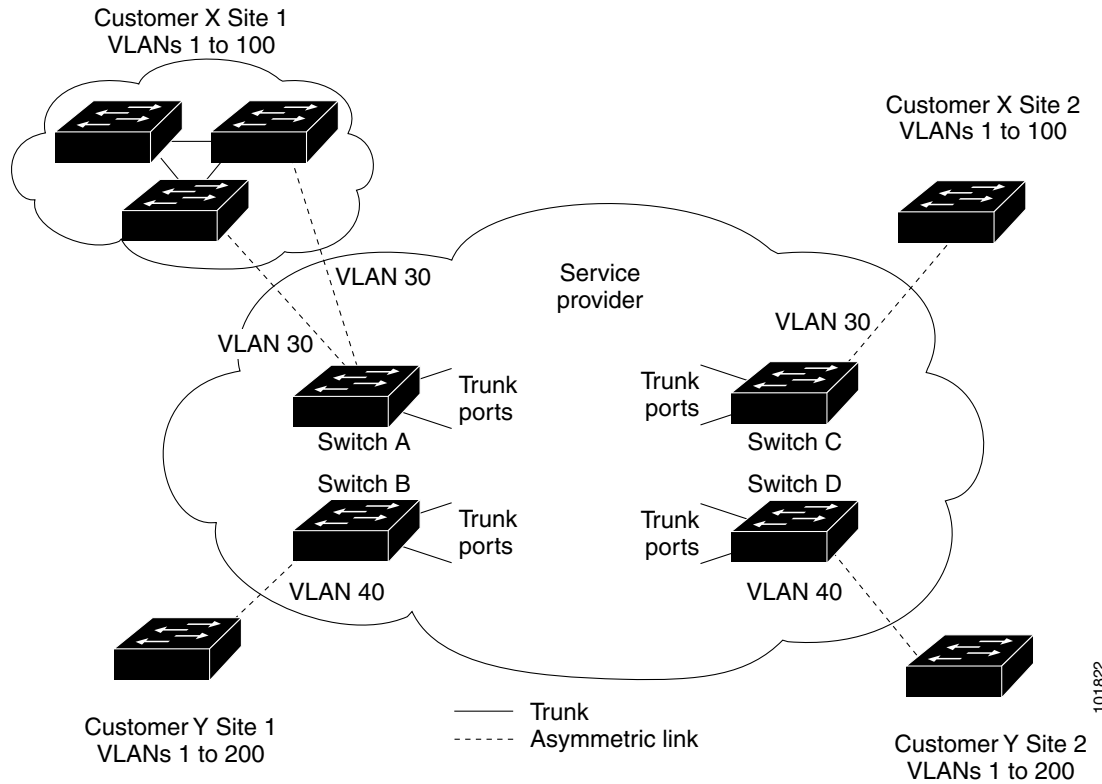 Customer X Site 1
VLANs 1 to 100
Customer X Site 2
VLANs 1 to 100
VLAN 30
Service
provider
VLAN 30
VLAN 30
Trunk
ports
Trunk
ports
Switch A
Switch C
Switch B
Switch D
Trunk
ports
Trunk
ports
VLAN 40
VLAN 40
Customer Y Site 1
VLANs 1 to 200
Trunk
Asymmetric link
Customer Y Site 2
VLANs 1 to 200
101822